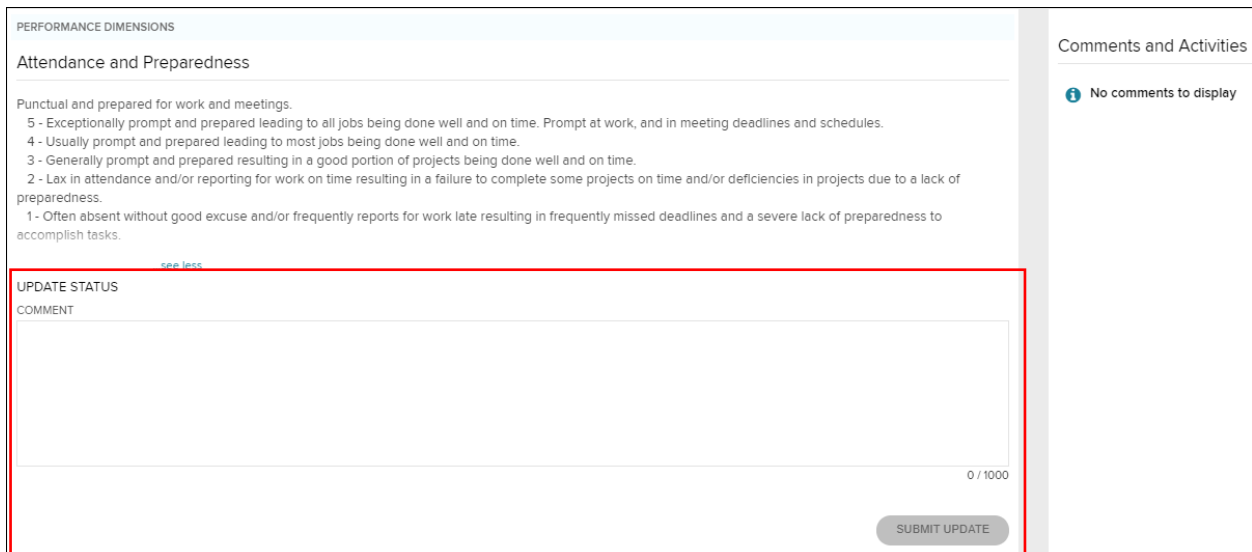 PERFORMANCE DIMENSIONS
Attendance and Preparedness
Punctual and prepared for work and meetings.
5 - Exceptionally prompt and prepared leading to all jobs being done well and on time. Prompt at work, and in meeting deadlines and schedules.
4 - Usually prompt and prepared leading to most jobs being done well and on time.
3 - Generally prompt and prepared resulting in a good portion of projects being done well and on time.
2 - Lax in attendance and/or reporting for work on time resulting in a failure to complete some projects on time and/or deficiencies in projects due to a lack of
preparedness.
1 - Often absent without good excuse and/or frequently reports for work late resulting in frequently missed deadlines and a severe lack of preparedness to
accomplish tasks.
see less
UPDATE STATUS
COMMENT
0 / 1000
SUBMIT UPDATE
Comments and Activities
No comments to display